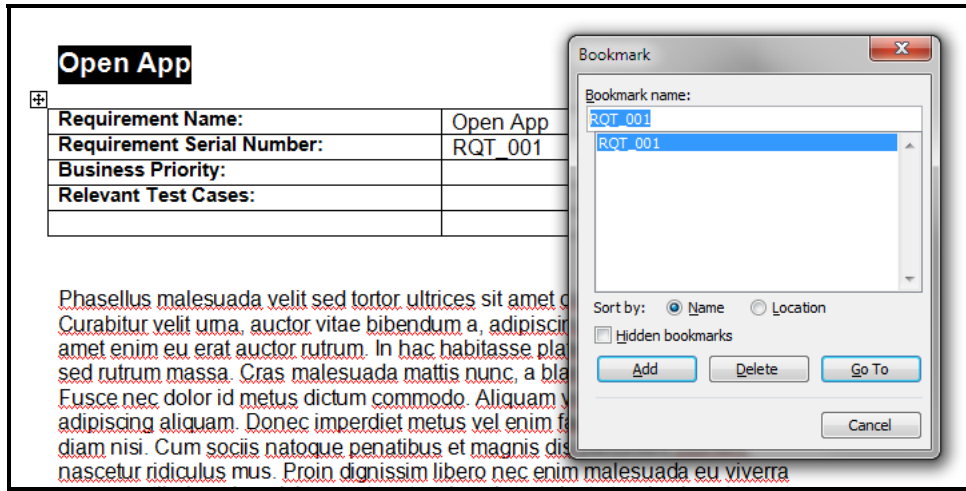 Open App
Requirement Name: Open App
Requirement Serial Number: RQT_001
Business Priority:
Relevant Test Cases:
Phasellus malesuada velit sed tortor ultrices sit amet
Curabitur velit urna, auctor vitae bibendum a,
amet enim eu erat auctor rutrum. In hac habitasse
sed rutrum massa. Cras malesuada mattis nunc, a
Fusce nec dolor id metus dictum commodo. Aliquam
adipiscing aliquam. Donec imperdiet metus vel enim
diam nisi. Cum sociis natoque penatibus et magnis
nascetur ridiculus mus. Proin dignissim libero nec enim malesuada eu viverra
Bookmark
Bookmark name:
RQT_001
RQT_001
Sort by: Name Location
Hidden bookmarks
Add Delete Go To
Cancel